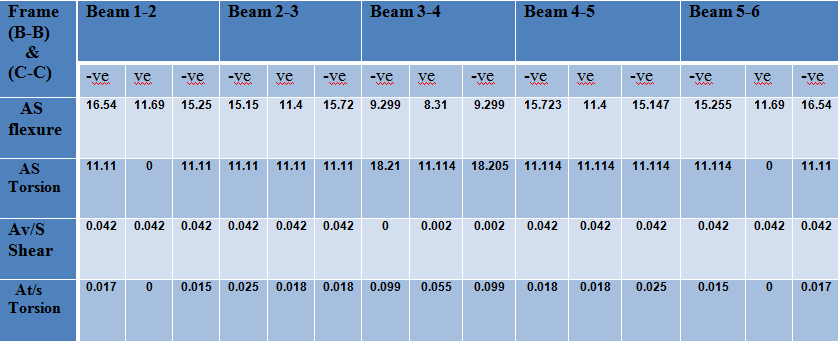 Frame (B-B) & (C-C) Beam 1-2 Beam 2-3 Beam 3-4 Beam 4-5 Beam 5-6
-ve ve -ve -ve ve -ve -ve ve -ve -ve ve -ve -ve ve -ve
AS flexure 16.54 11.69 15.25 15.15 11.4 15.72 9.299 8.31 9.299 15.723 11.4 15.147 15.255 11.69 16.54
AS Torsion 11.11 0 11.11 11.11 11.11 11.11 18.21 11.114 18.205 11.114 11.114 11.114 11.114 0 11.11
Av/S Shear 0.042 0.042 0.042 0.042 0.042 0.042 0 0.002 0.002 0.042 0.042 0.042 0.042 0.042 0.042
At/s Torsion 0.017 0 0.015 0.025 0.018 0.018 0.099 0.055 0.099 0.018 0.018 0.025 0.015 0 0.017